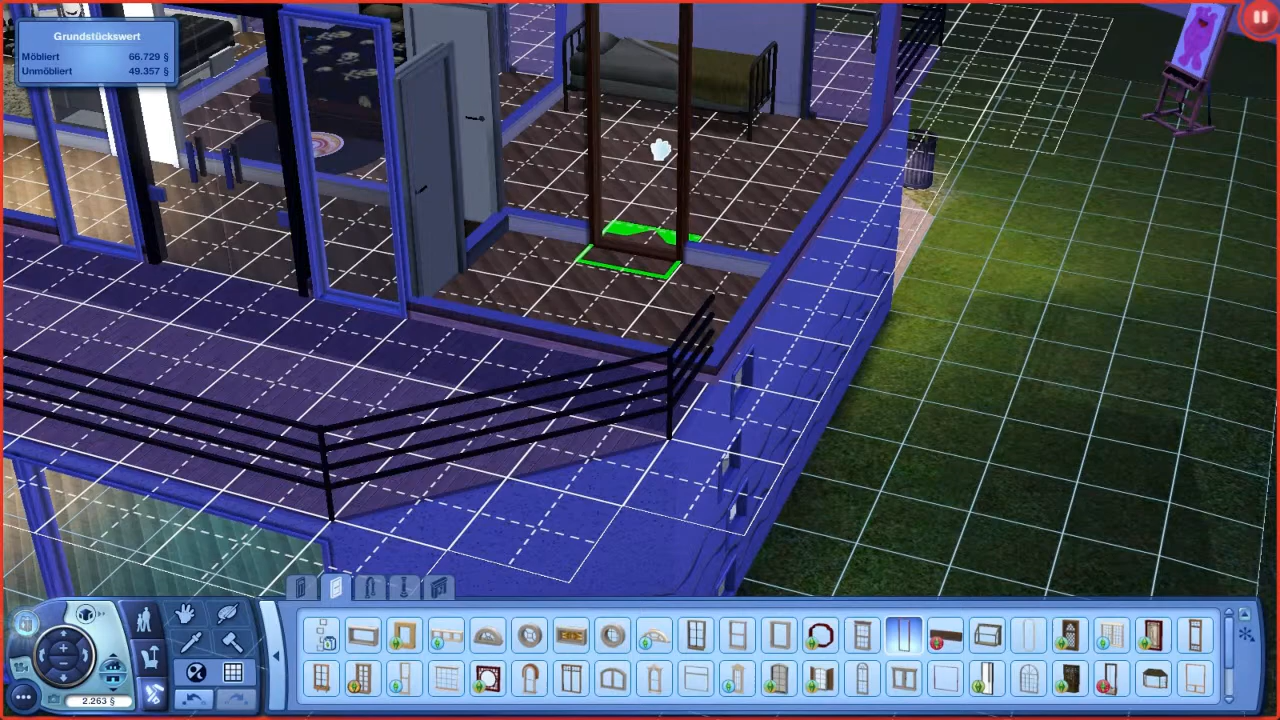 Grundstückswert
Möbliert 66.729 §
Unmöbliert 49.357 §
2.263 §